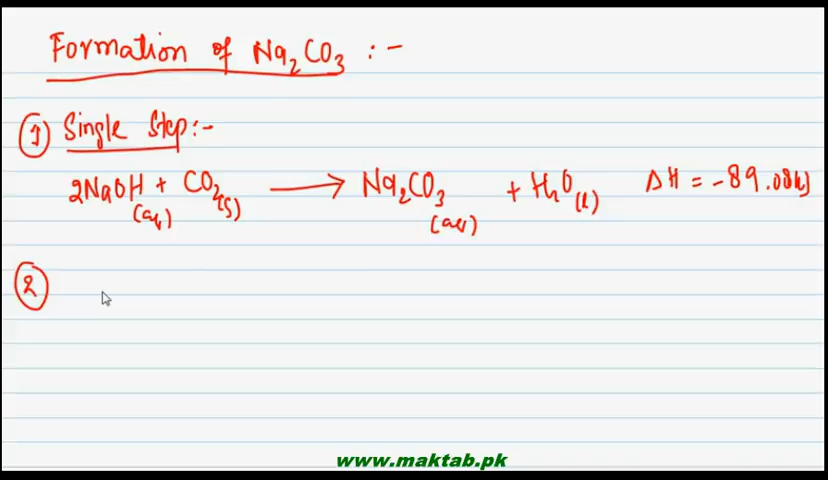 Formation of Na₂CO₃ :-
① Single Step:-
2NaOH(aq) + CO₂(g) ⟶ Na₂CO₃(aq) + H₂O(l) ΔH = -89.08kJ
②
www.maktab.pk